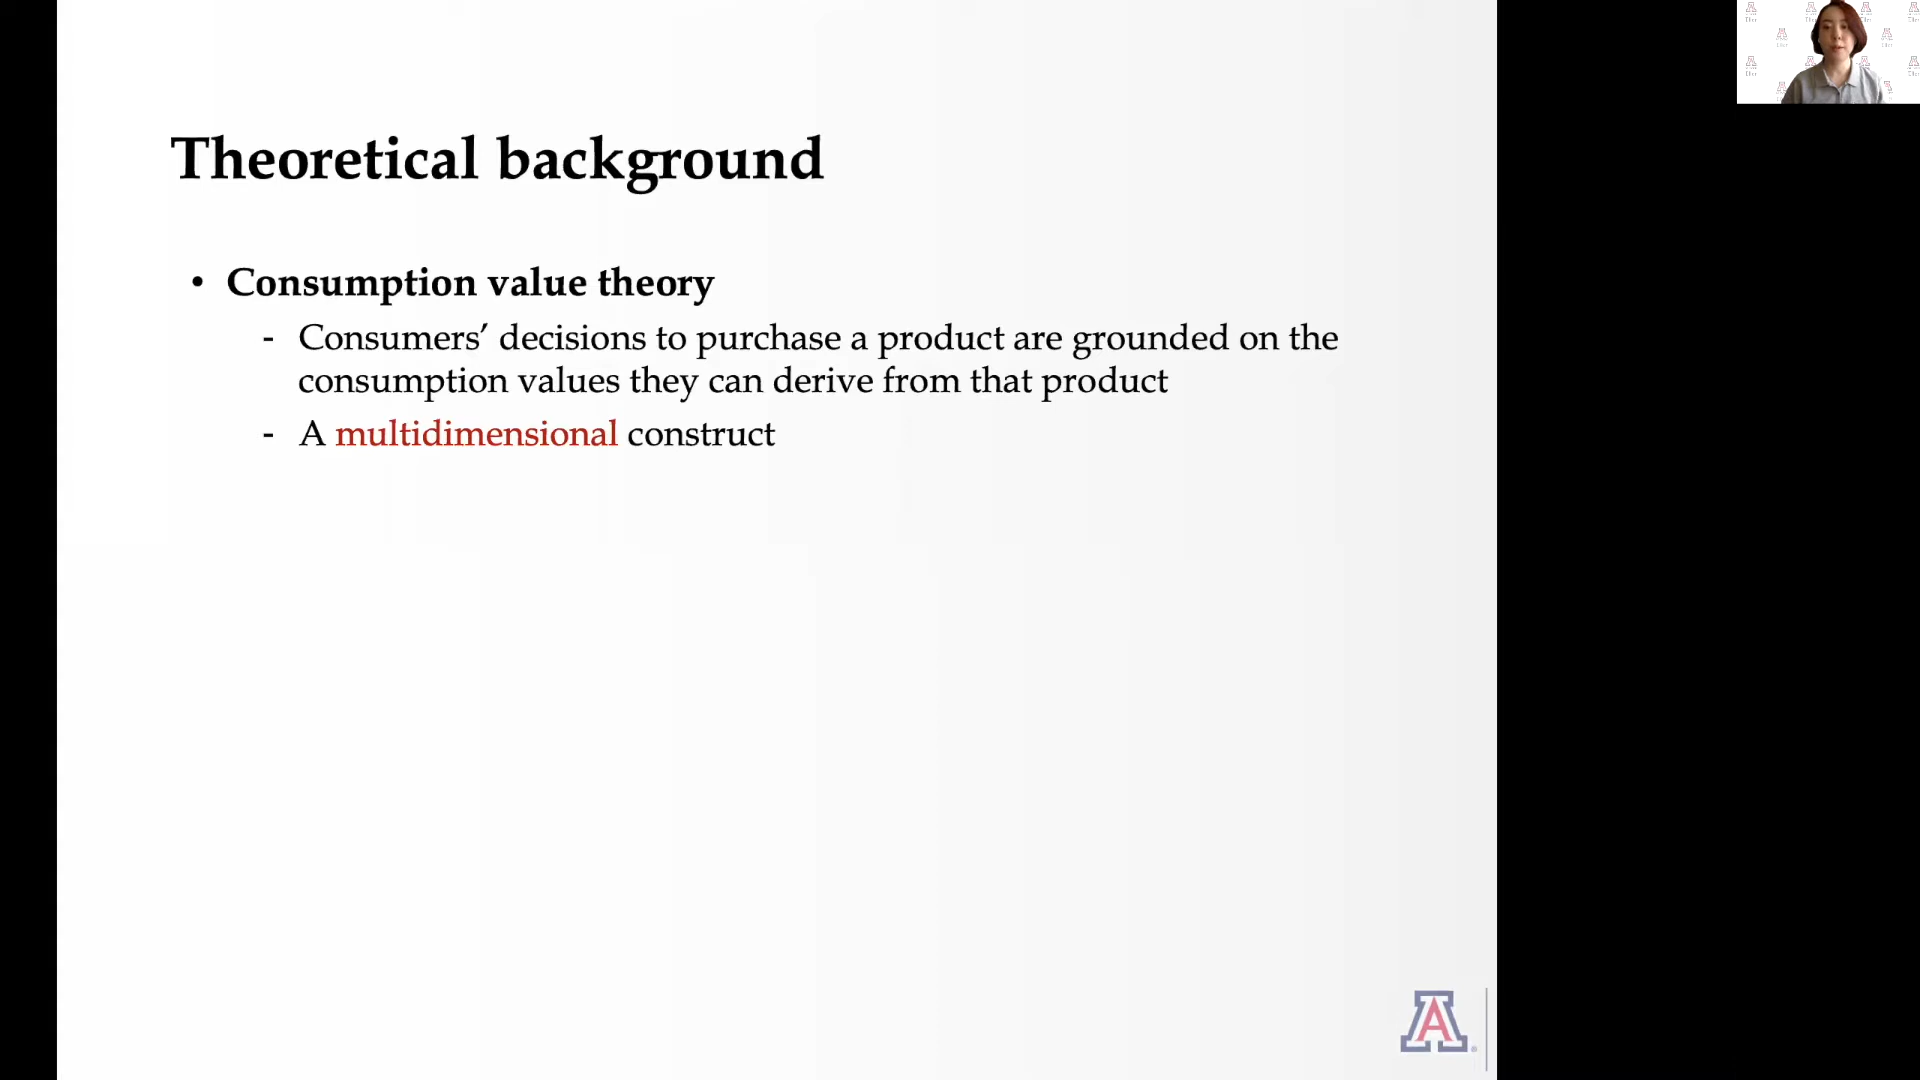 Theoretical background
• Consumption value theory
- Consumers’ decisions to purchase a product are grounded on the
consumption values they can derive from that product
- A multidimensional construct
A